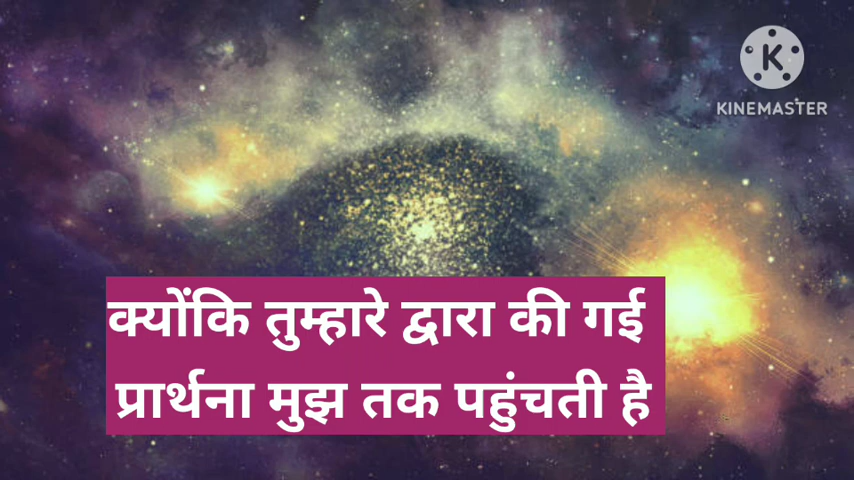 KINEMASTER
क्योंकि तुम्हारे द्वारा की गई
प्रार्थना मुझ तक पहुंचती है